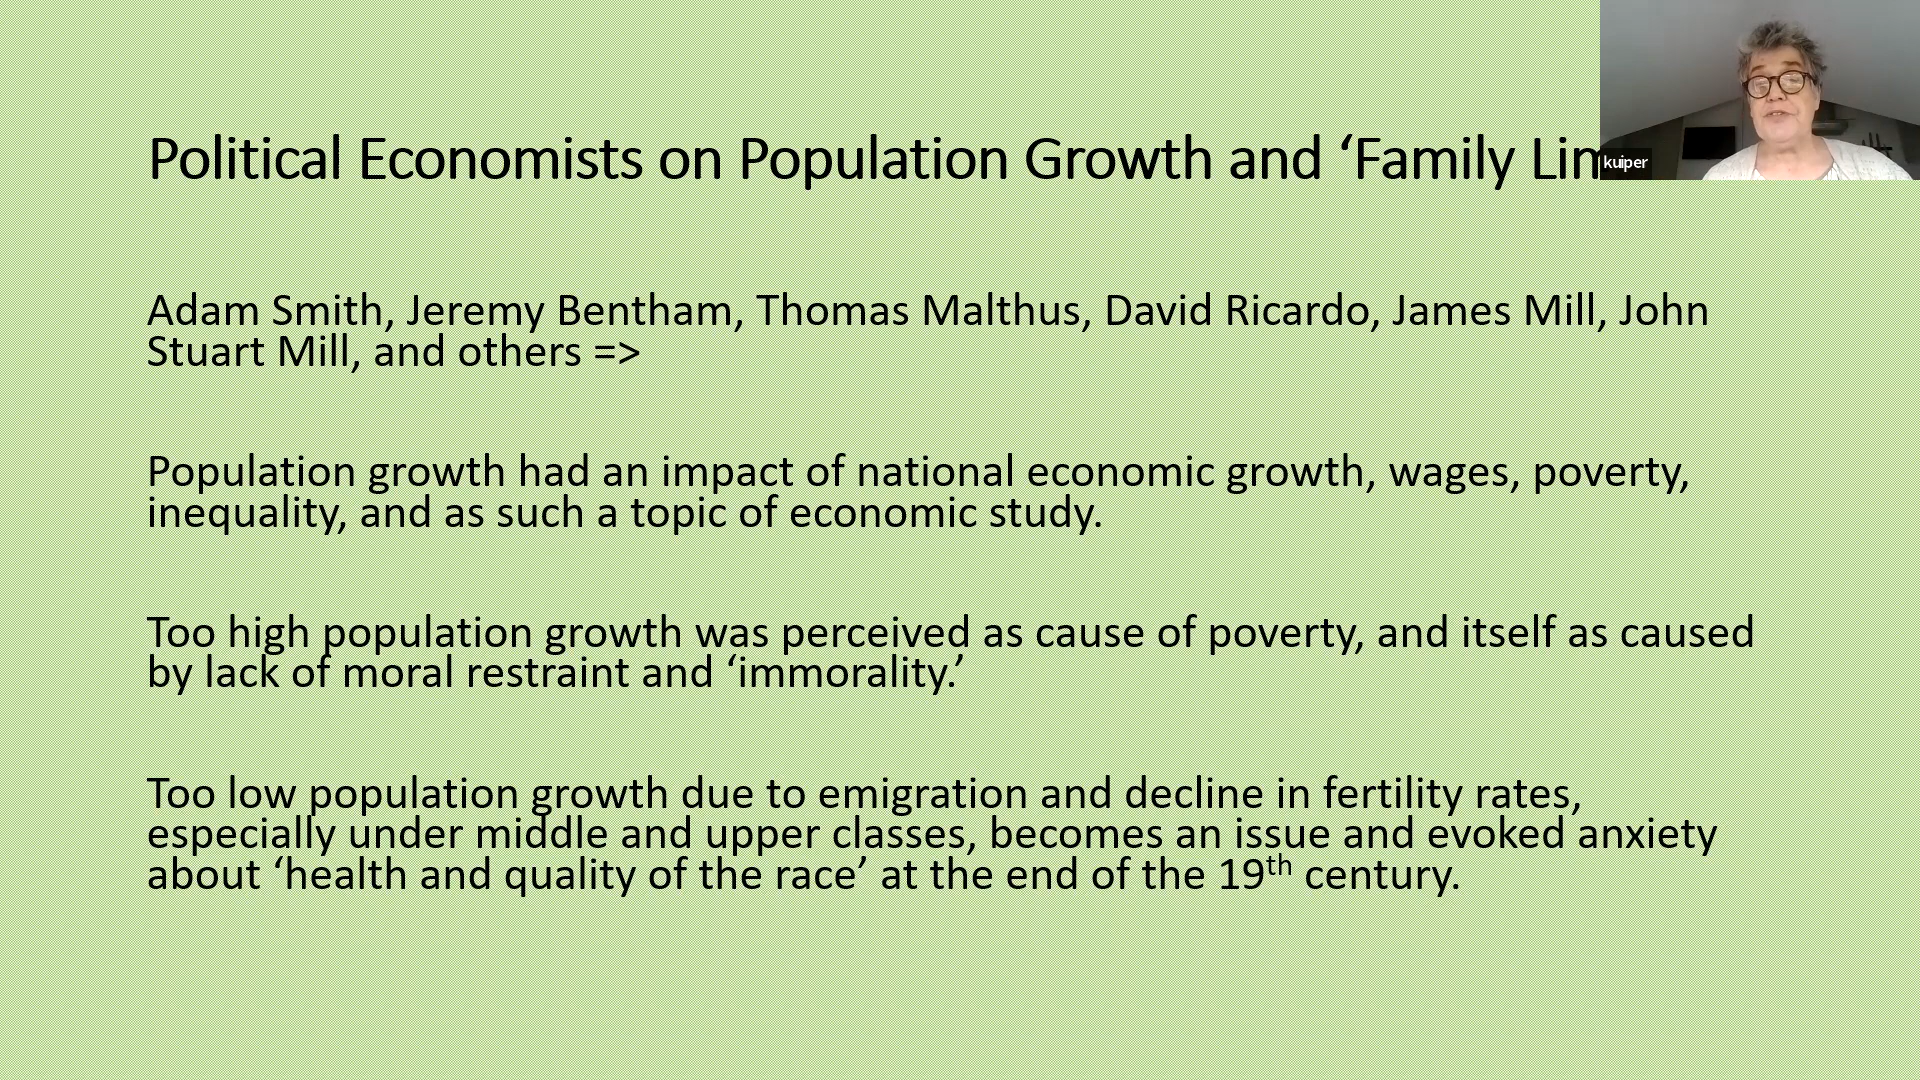 Political Economists on Population Growth and ‘Family Lim
kuiper
Adam Smith, Jeremy Bentham, Thomas Malthus, David Ricardo, James Mill, John
Stuart Mill, and others =>
Population growth had an impact of national economic growth, wages, poverty,
inequality, and as such a topic of economic study.
Too high population growth was perceived as cause of poverty, and itself as caused
by lack of moral restraint and ‘immorality.’
Too low population growth due to emigration and decline in fertility rates,
especially under middle and upper classes, becomes an issue and evoked anxiety
about ‘health and quality of the race’ at the end of the 19th century.